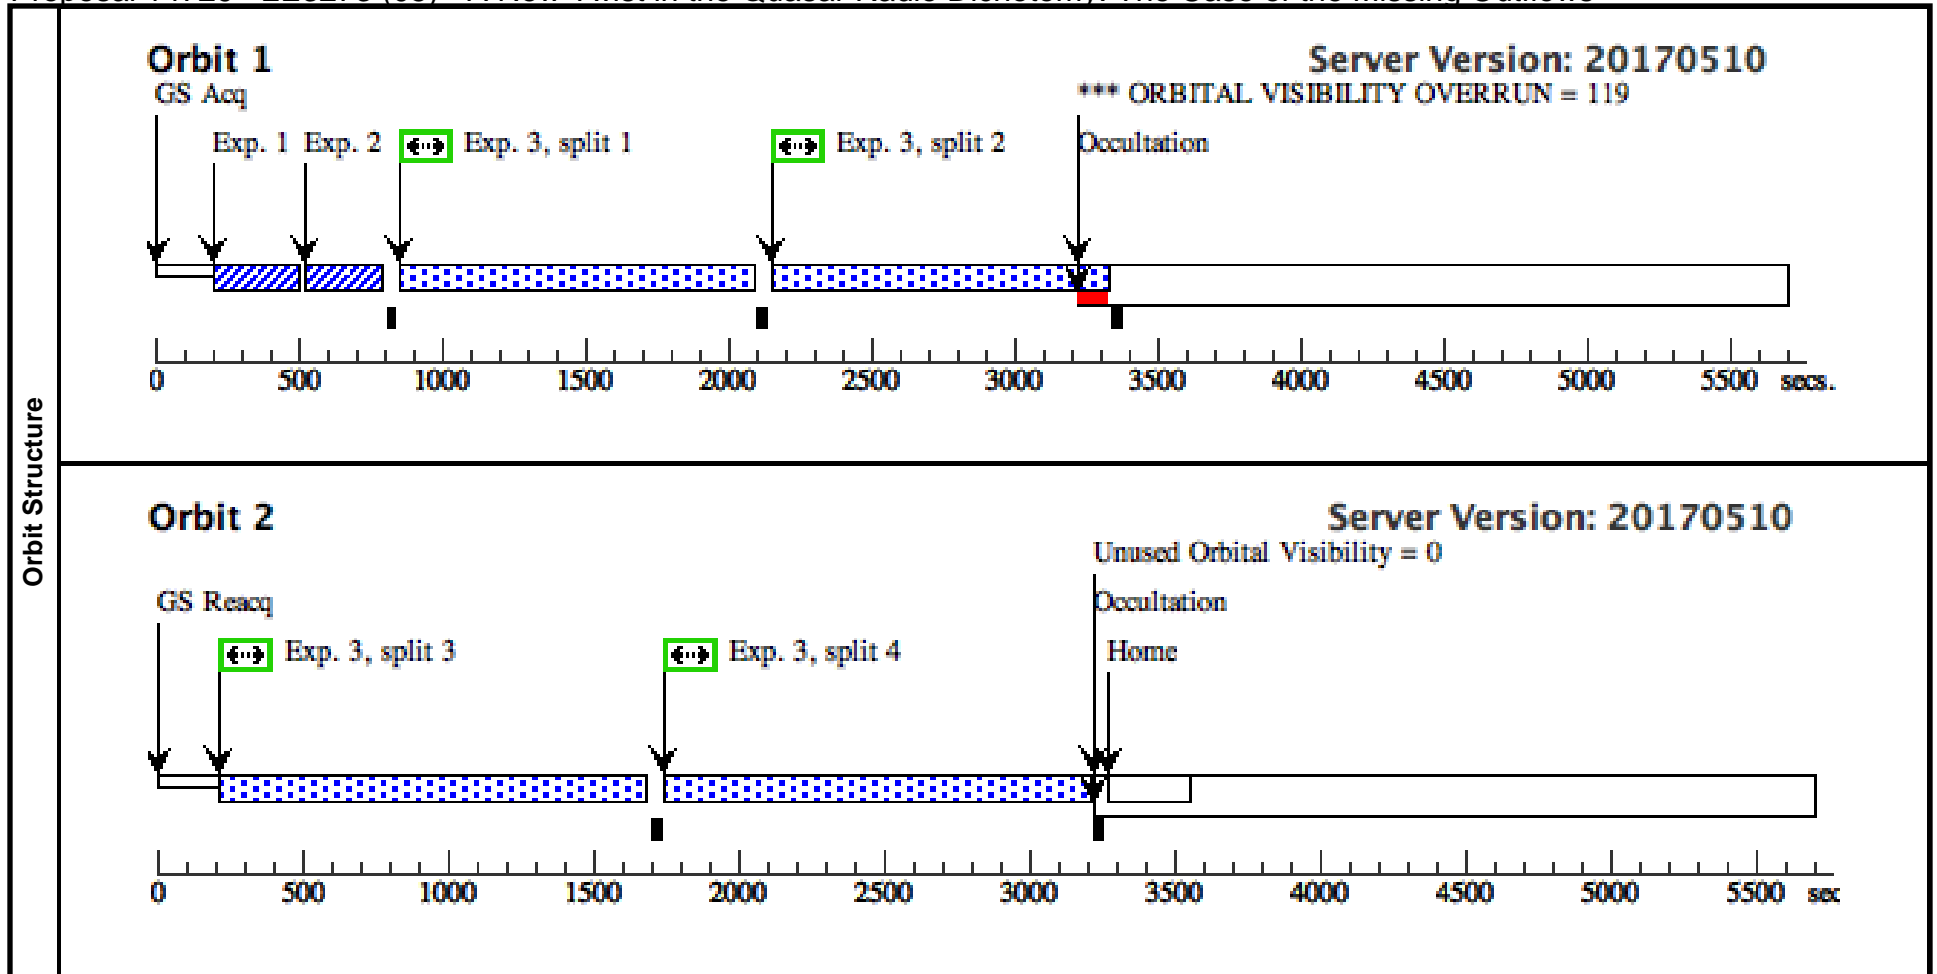 Orbit Structure
Orbit 1
Server Version: 20170510
GS Acq
*** ORBITAL VISIBILITY OVERRUN = 119
Exp. 1 Exp. 2 Exp. 3, split 1 Exp. 3, split 2 Occultation
0 500 1000 1500 2000 2500 3000 3500 4000 4500 5000 5500 secs.
Orbit 2
Server Version: 20170510
Unused Orbital Visibility = 0
GS Reacq
Occultation
Exp. 3, split 3 Exp. 3, split 4 Home
0 500 1000 1500 2000 2500 3000 3500 4000 4500 5000 5500 sec